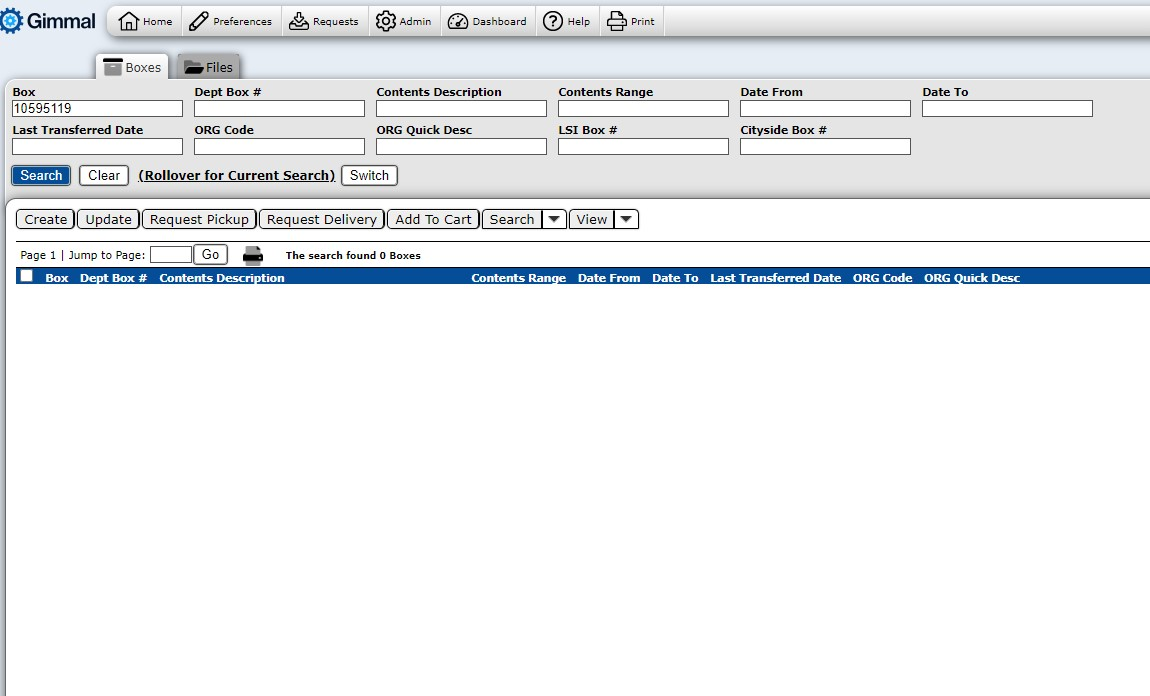 Gimmal Home Preferences Requests Admin Dashboard Help Print
Boxes Files
Box Dept Box # Contents Description Contents Range Date From Date To
10595119
Last Transferred Date ORG Code ORG Quick Desc LSI Box # Cityside Box #
Search Clear (Rollover for Current Search) Switch
Create Update Request Pickup Request Delivery Add To Cart Search View
Page 1 | Jump to Page: Go The search found 0 Boxes
Box Dept Box # Contents Description Contents Range Date From Date To Last Transferred Date ORG Code ORG Quick Desc